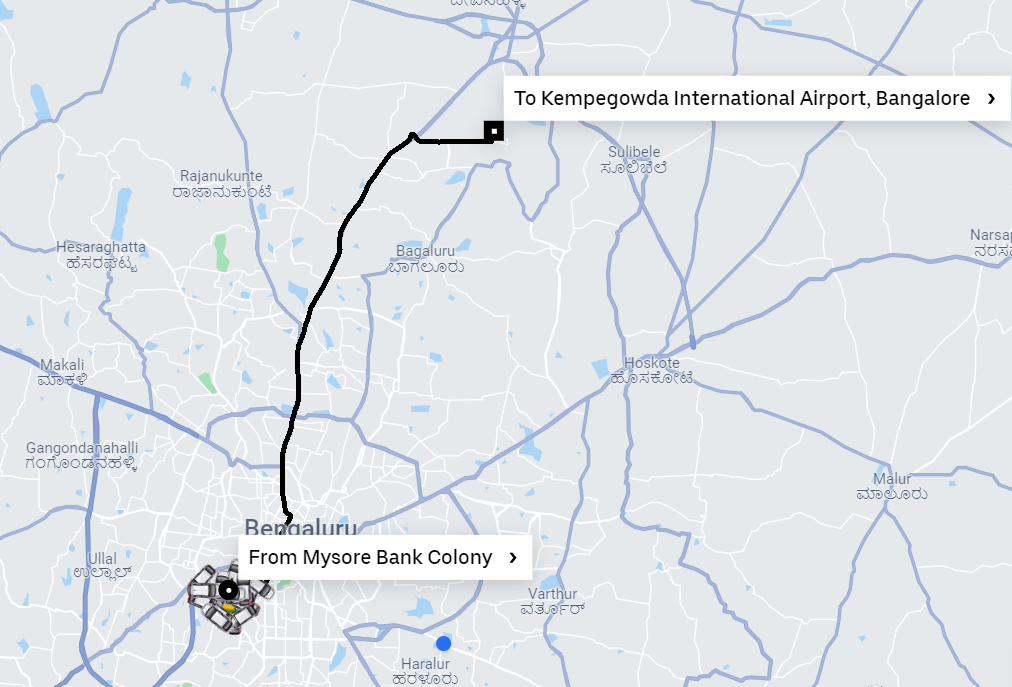 To Kempegowda International Airport, Bangalore
Sulibele
ಸೂಲಿಬೆಲೆ
Rajanukunte
ರಾಜಾನುಕುಂಟೆ
Narsap
ನರಸ
Hesaraghatta
ಹೆಸರಘಟ್ಟ
Bagaluru
ಬಾಗಲೂರು
Makali
ಮಾಕಳಿ
Hoskote
ಹೊಸಕೋಟೆ
Gangondanahalli
ಗಂಗೊಂಡನಹಳ್ಳಿ
Malur
ಮಾಲೂರು
Bengaluru
From Mysore Bank Colony
Ullal
ಉಲ್ಲಾಲ್
Varthur
ವರ್ತೂರ್
Haralur
ಹರಳೂರು